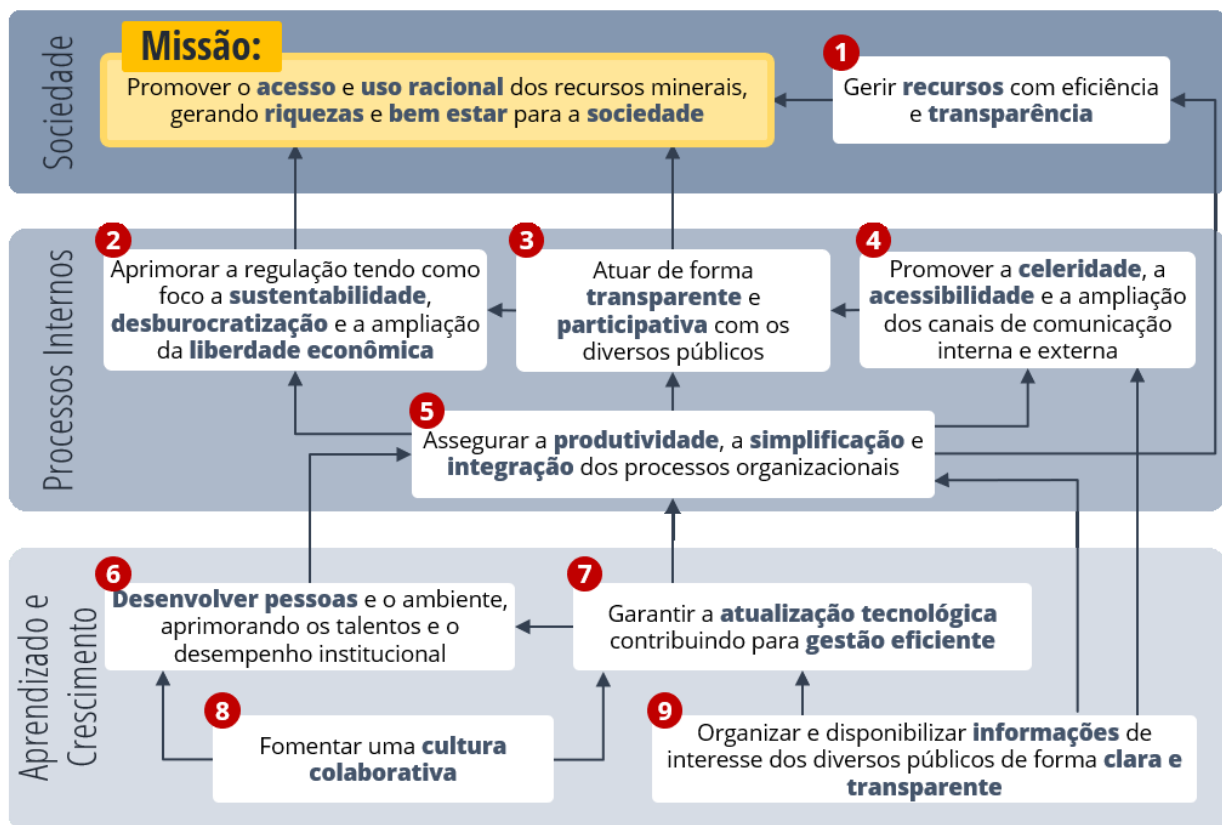 Sociedade
Missão:
Promover o acesso e uso racional dos recursos minerais,
gerando riquezas e bem estar para a sociedade
1
Gerir recursos com eficiência
e transparência
Processos Internos
2
Aprimorar a regulação tendo como
foco a sustentabilidade,
desburocratização e a ampliação
da liberdade econômica
3
Atuar de forma
transparente e
participativa com os
diversos públicos
4
Promover a celeridade, a
acessibilidade e a ampliação
dos canais de comunicação
interna e externa
5
Assegurar a produtividade, a simplificação e
integração dos processos organizacionais
Aprendizado e
Crescimento
6
Desenvolver pessoas e o ambiente,
aprimorando os talentos e o
desempenho institucional
7
Garantir a atualização tecnológica
contribuindo para gestão eficiente
8
Fomentar uma cultura
colaborativa
9
Organizar e disponibilizar informações de
interesse dos diversos públicos de forma clara e
transparente